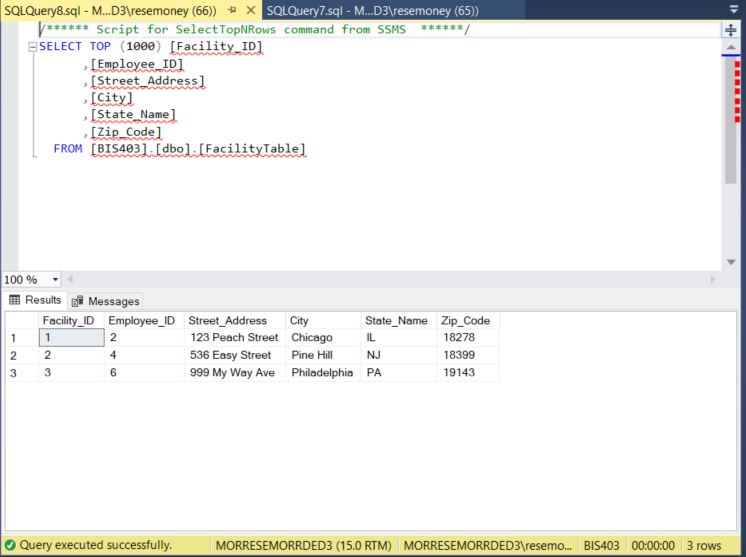 SQLQuery8.sql - M...D3\resemoney (66)) SQLQuery7.sql - M...D3\resemoney (65))
/****** Script for SelectTopNRows command from SSMS ******/
SELECT TOP (1000) [Facility_ID]
,[Employee_ID]
,[Street_Address]
,[City]
,[State_Name]
,[Zip_Code]
FROM [BIS403].[dbo].[FacilityTable]
100 %
Results Messages
Facility_ID Employee_ID Street_Address City State_Name Zip_Code
1 1 2 123 Peach Street Chicago IL 18278
2 2 4 536 Easy Street Pine Hill NJ 18399
3 3 6 999 My Way Ave Philadelphia PA 19143
Query executed successfully. MORRESEMORRDED3 (15.0 RTM) MORRESEMORRDED3\resemo... BIS403 00:00:00 3 rows